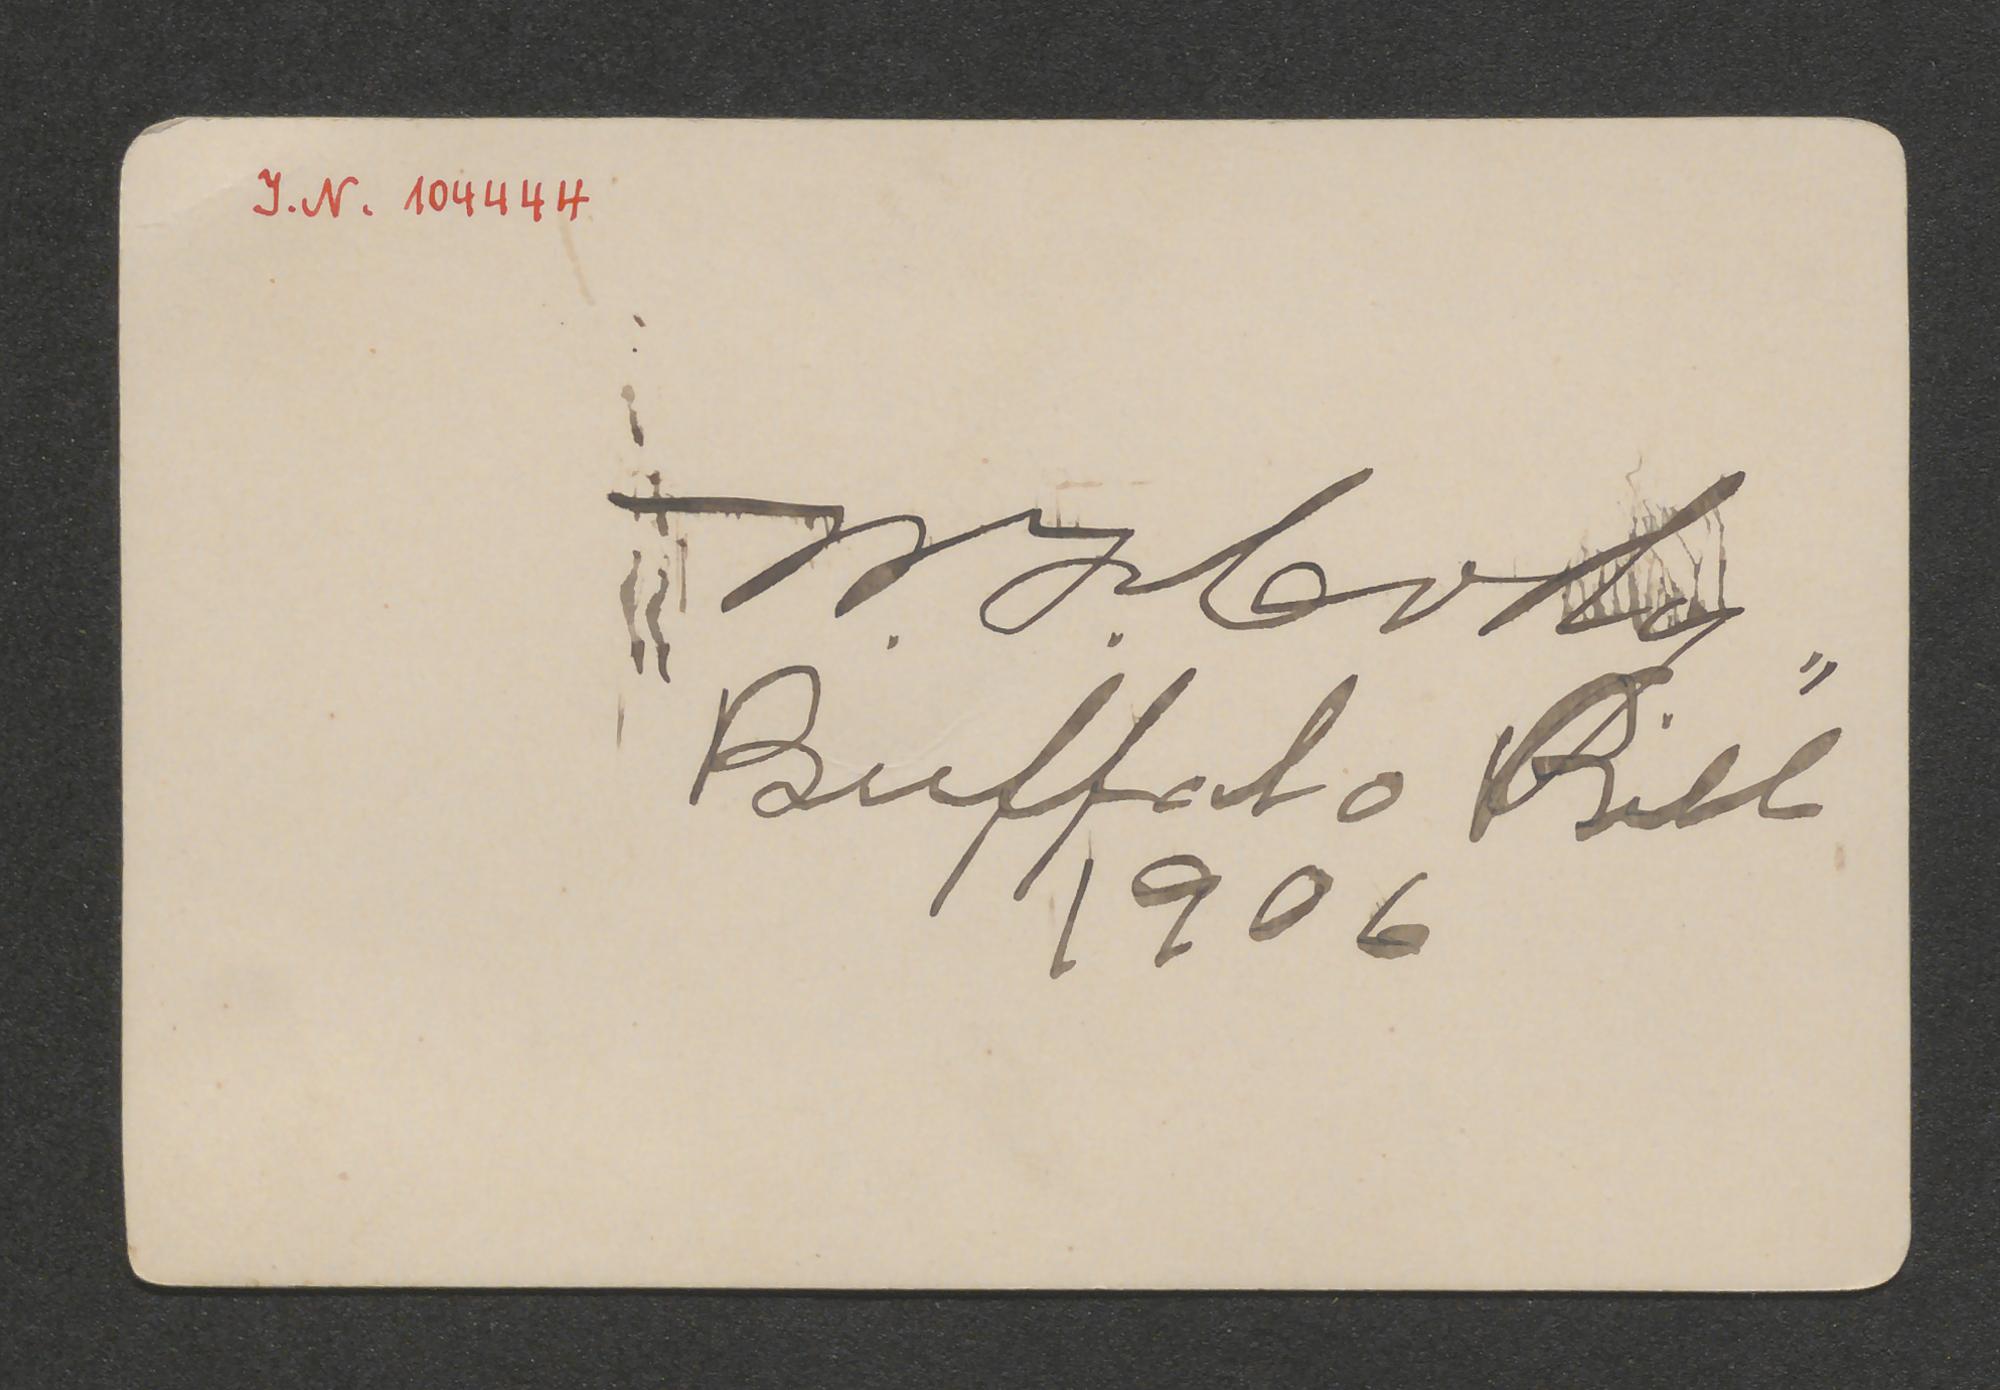 J.N. 104444
W. F. Cody
Buffalo Bill"
1906